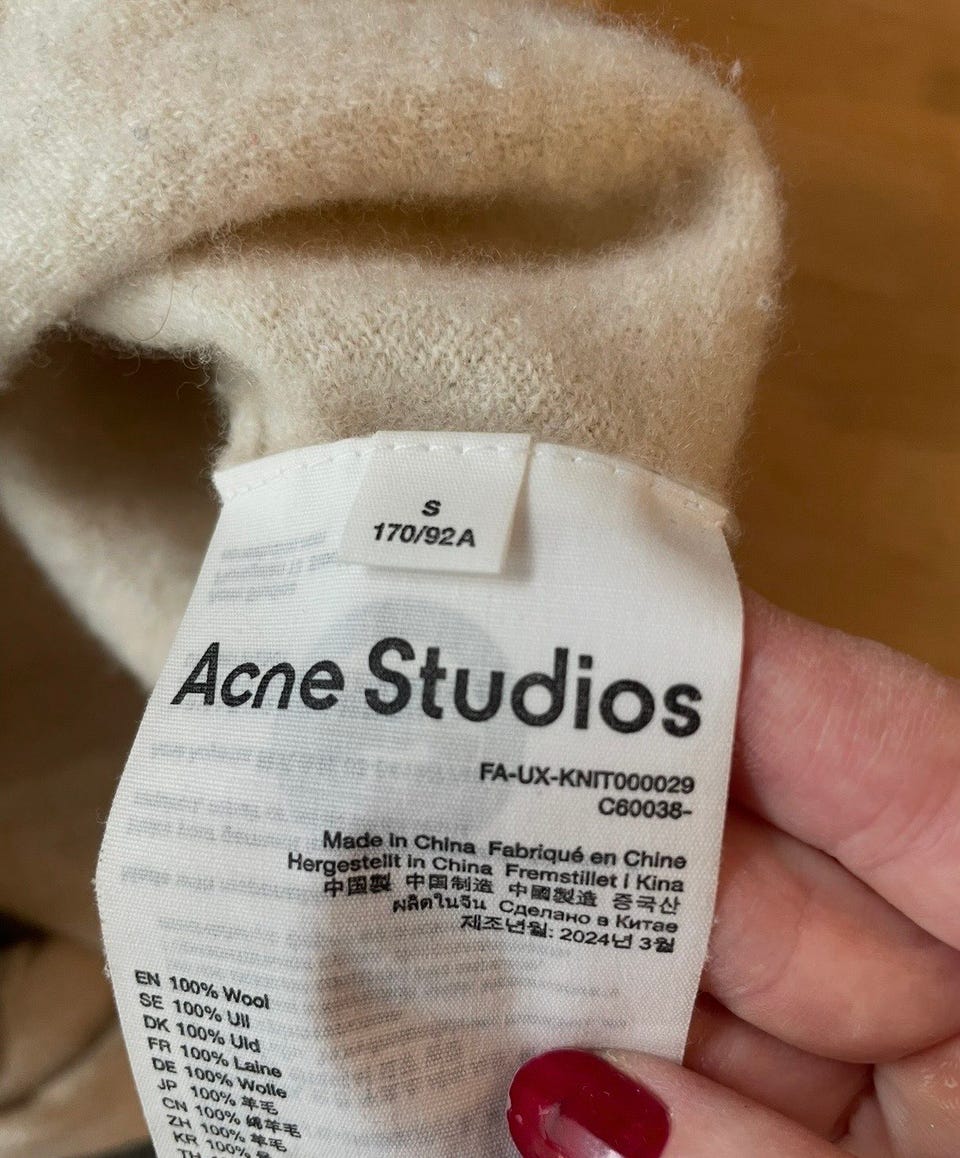 S
170/92A
Acne Studios
FA-UX-KNIT000029
C60038-
Made in China Fabriqué en Chine
Hergestellt in China Fremstillet i Kina
中国製 中国制造 中國製造 중국산
ผลิตในจีน Сделано в Китае
제조년월: 2024년 3월
EN 100% Wool
SE 100% Ull
DK 100% Uld
FR 100% Laine
DE 100% Wolle
JP 100% 羊毛
CN 100% 绵羊毛
ZH 100% 羊毛
KR 100%
TH